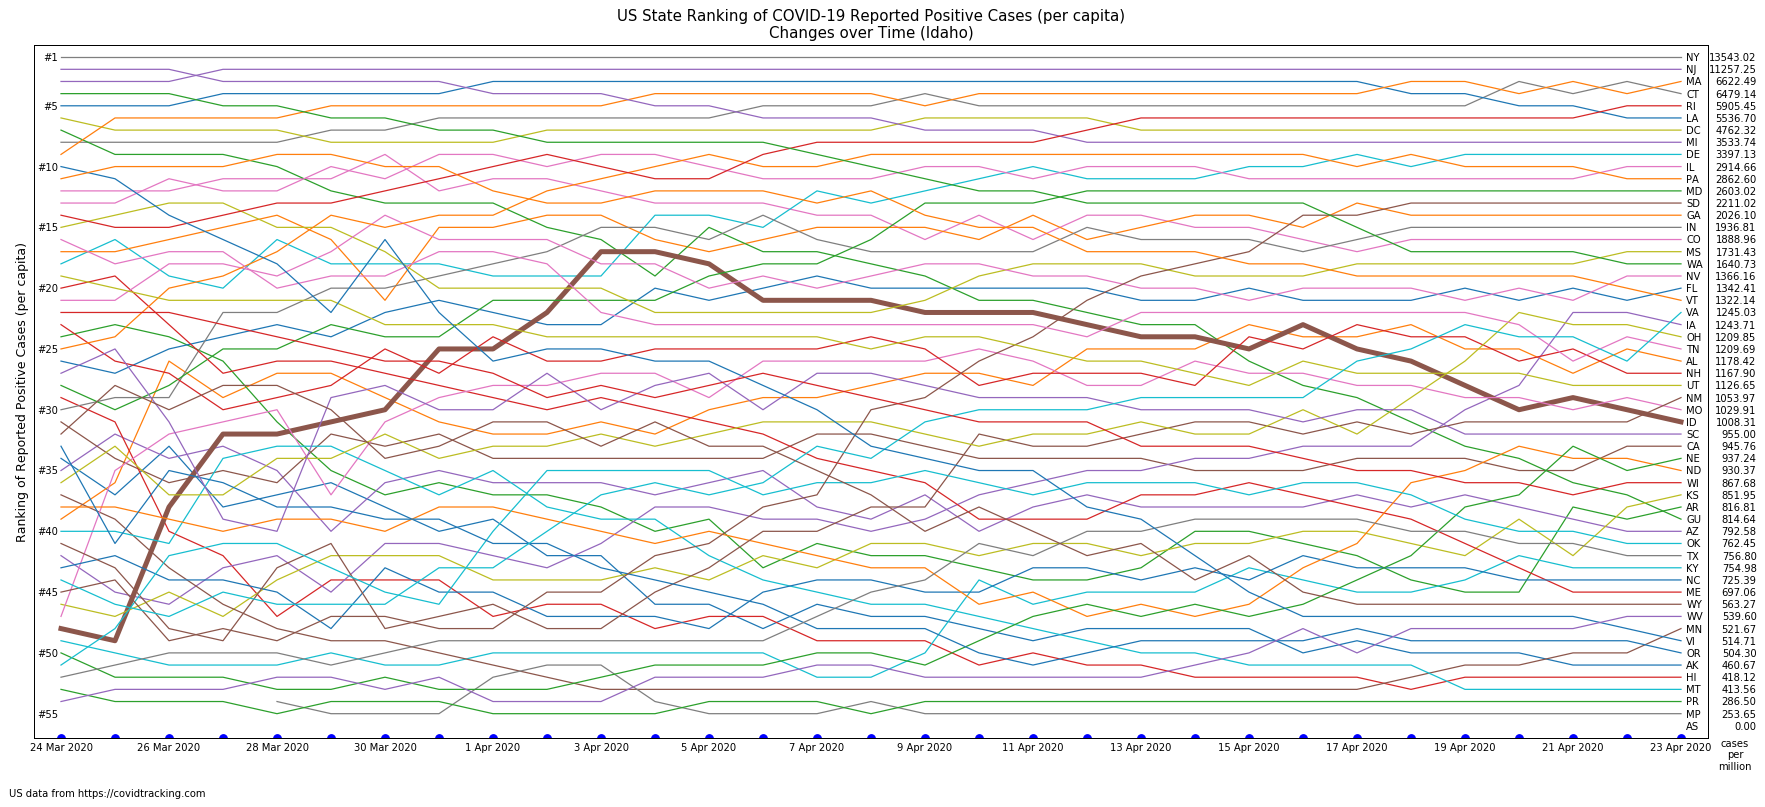 US State Ranking of COVID-19 Reported Positive Cases (per capita)
Changes over Time (Idaho)
Ranking of Reported Positive Cases (per capita)
#1
#5
#10
#15
#20
#25
#30
#35
#40
#45
#50
#55
NY 13543.02
NJ 11257.25
MA 6622.49
CT 6479.14
RI 5905.45
LA 5536.70
DC 4762.32
MI 3533.74
DE 3397.13
IL 2914.66
PA 2862.60
MD 2603.02
SD 2211.02
GA 2026.10
IN 1936.81
CO 1888.96
MS 1731.43
WA 1640.73
NV 1366.16
FL 1342.41
VT 1322.14
VA 1245.03
IA 1243.71
OH 1209.85
TN 1209.69
AL 1178.42
NH 1167.90
UT 1126.65
NM 1053.97
MO 1029.91
ID 1008.31
SC 955.00
CA 945.76
NE 937.24
ND 930.37
WI 867.68
KS 851.95
AR 816.81
GU 814.64
AZ 792.58
OK 762.45
TX 756.80
KY 754.98
NC 725.39
ME 697.06
WY 563.27
WV 539.60
MN 521.67
VI 514.71
OR 504.30
AK 460.67
HI 418.12
MT 413.56
PR 286.50
MP 253.65
AS 0.00
24 Mar 2020 26 Mar 2020 28 Mar 2020 30 Mar 2020 1 Apr 2020 3 Apr 2020 5 Apr 2020 7 Apr 2020 9 Apr 2020 11 Apr 2020 13 Apr 2020 15 Apr 2020 17 Apr 2020 19 Apr 2020 21 Apr 2020 23 Apr 2020
cases
per
million
US data from https://covidtracking.com